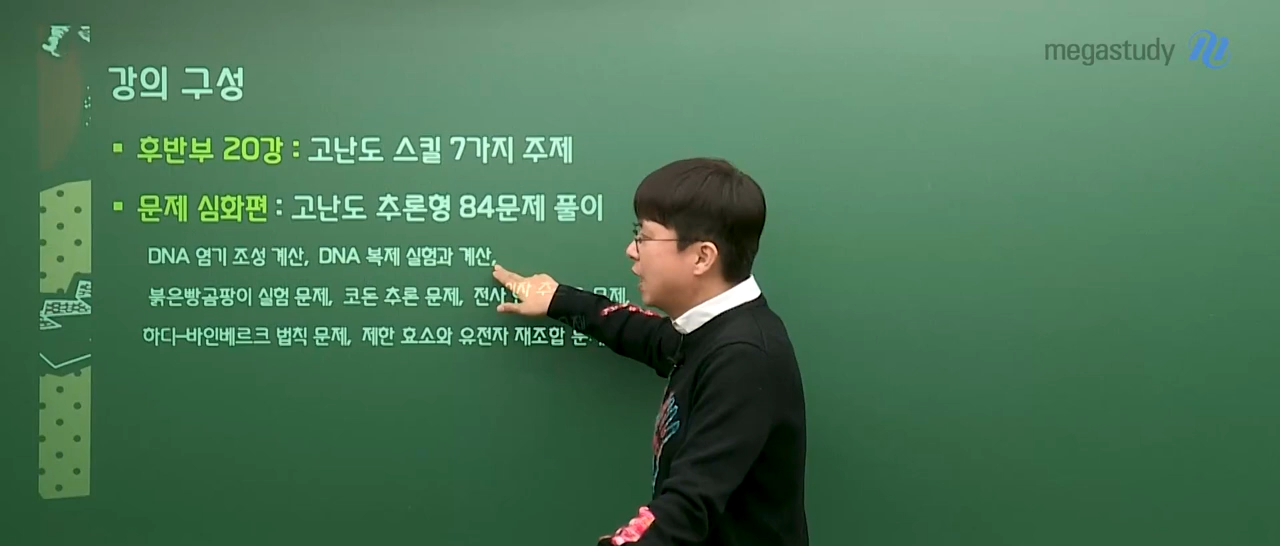 megastudy
강의 구성
후반부 20강 : 고난도 스킬 7가지 주제
문제 심화편 : 고난도 추론형 84문제 풀이
DNA 염기 조성 계산, DNA 복제 실험과 계산,
붉은빵곰팡이 실험 문제, 코돈 추론 문제, 전사 문제,
하디-바인베르크 법칙 문제, 제한 효소와 유전자 재조합